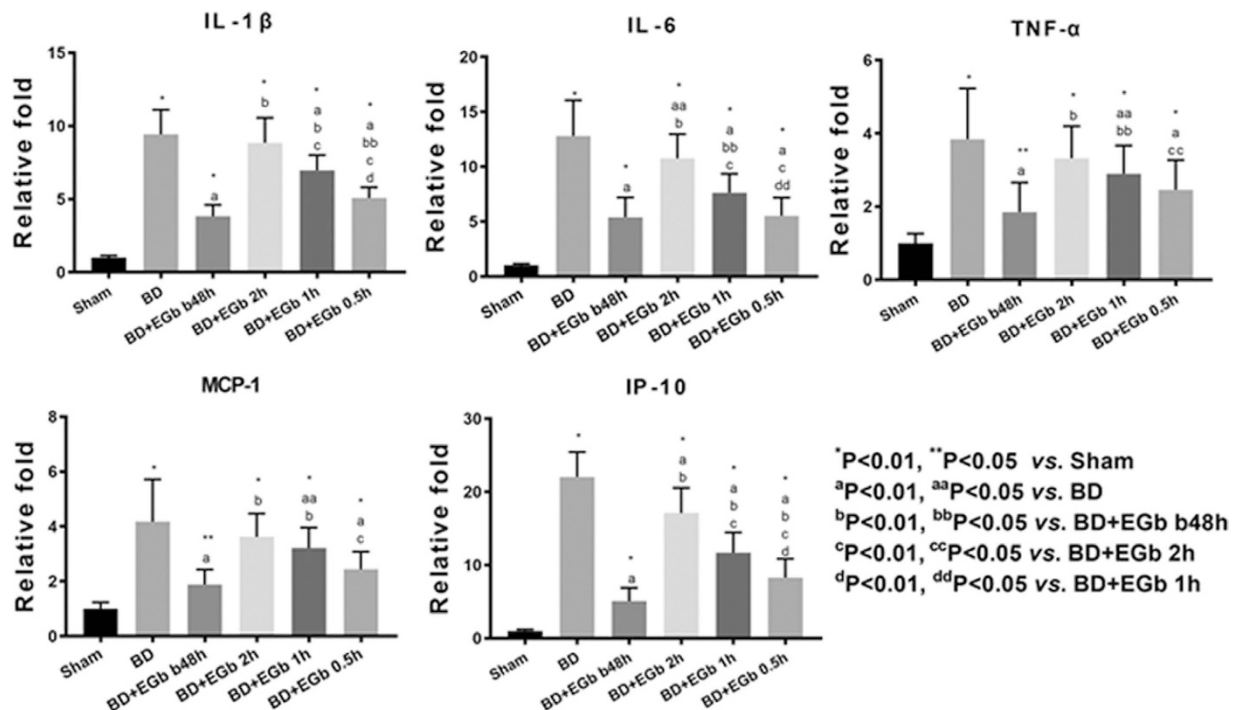 IL -1 β
Relative fold
15
10
5
0
*
*
a
*
b
*
a
b
c
*
a
bb
c
d
Sham
BD
BD+EGb b48h
BD+EGb 2h
BD+EGb 1h
BD+EGb 0.5h
IL -6
Relative fold
20
15
10
5
0
*
*
a
*
aa
b
*
a
bb
c
*
a
c
dd
Sham
BD
BD+EGb b48h
BD+EGb 2h
BD+EGb 1h
BD+EGb 0.5h
TNF-α
Relative fold
6
4
2
0
*
**
a
*
b
*
aa
bb
*
a
cc
Sham
BD
BD+EGb b48h
BD+EGb 2h
BD+EGb 1h
BD+EGb 0.5h
MCP-1
Relative fold
8
6
4
2
0
*
**
a
*
b
*
aa
b
*
a
c
Sham
BD
BD+EGb b48h
BD+EGb 2h
BD+EGb 1h
BD+EGb 0.5h
IP -10
Relative fold
30
20
10
0
*
*
a
*
a
b
*
a
b
c
*
a
b
c
d
Sham
BD
BD+EGb b48h
BD+EGb 2h
BD+EGb 1h
BD+EGb 0.5h
*P<0.01, **P<0.05 vs. Sham
aP<0.01, aaP<0.05 vs. BD
bP<0.01, bbP<0.05 vs. BD+EGb b48h
cP<0.01, ccP<0.05 vs. BD+EGb 2h
dP<0.01, ddP<0.05 vs. BD+EGb 1h